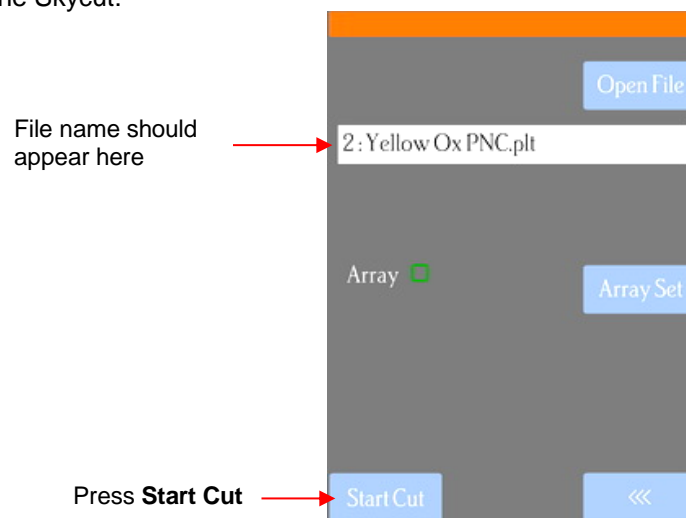 ne Skycut.
Open File
File name should
appear here
2:Yellow Ox PNC.plt
Array
Array Set
Press Start Cut
Start Cut
<<<